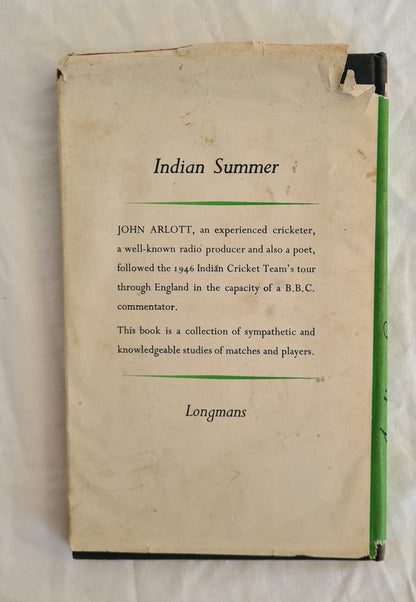 Indian Summer
JOHN ARLOTT, an experienced cricketer,
a well-known radio producer and also a poet,
followed the 1946 Indian Cricket Team's tour
through England in the capacity of a B.B.C.
commentator.
This book is a collection of sympathetic and
knowledgeable studies of matches and players.
Longmans